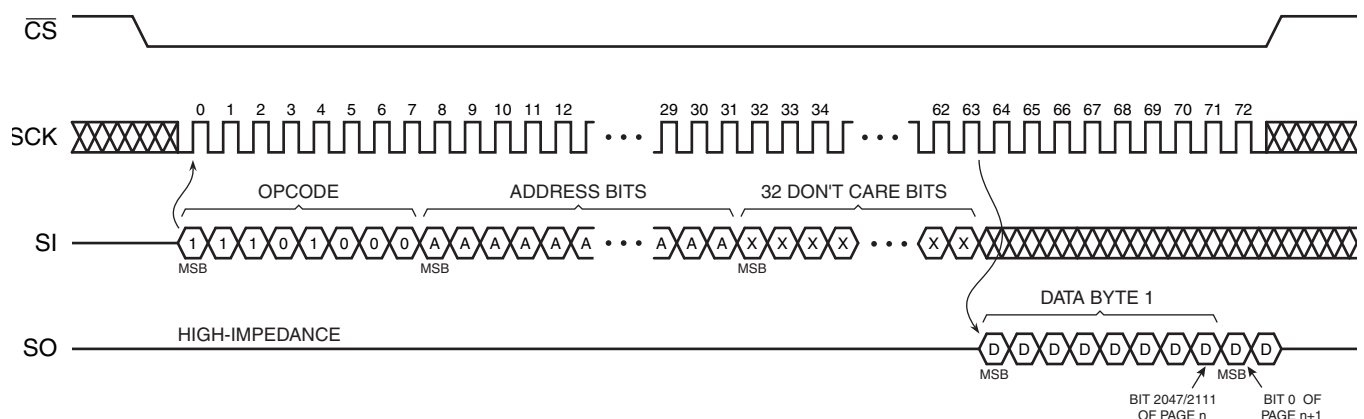 CS
SCK
0 1 2 3 4 5 6 7 8 9 10 11 12 29 30 31 32 33 34 62 63 64 65 66 67 68 69 70 71 72
OPCODE ADDRESS BITS 32 DON'T CARE BITS
SI
1 1 1 0 1 0 0 0 A A A A A A A A A X X X X X X
MSB MSB MSB
DATA BYTE 1
HIGH-IMPEDANCE
SO
D D D D D D D D D D
MSB MSB
BIT 2047/2111
OF PAGE n
BIT 0 OF
PAGE n+1